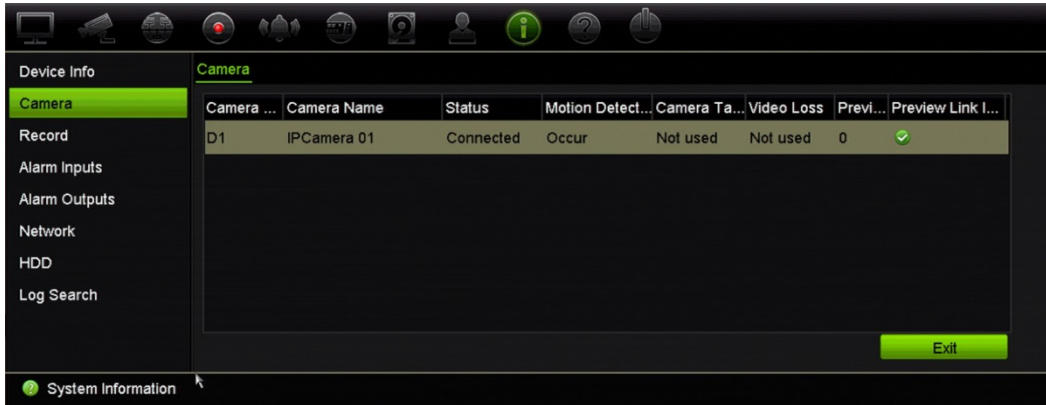 Device Info
Camera
Record
Alarm Inputs
Alarm Outputs
Network
HDD
Log Search
Camera
Camera ... Camera Name Status Motion Detect... Camera Ta... Video Loss Previ... Preview Link I...
D1 IPCamera 01 Connected Occur Not used Not used 0
Exit
System Information